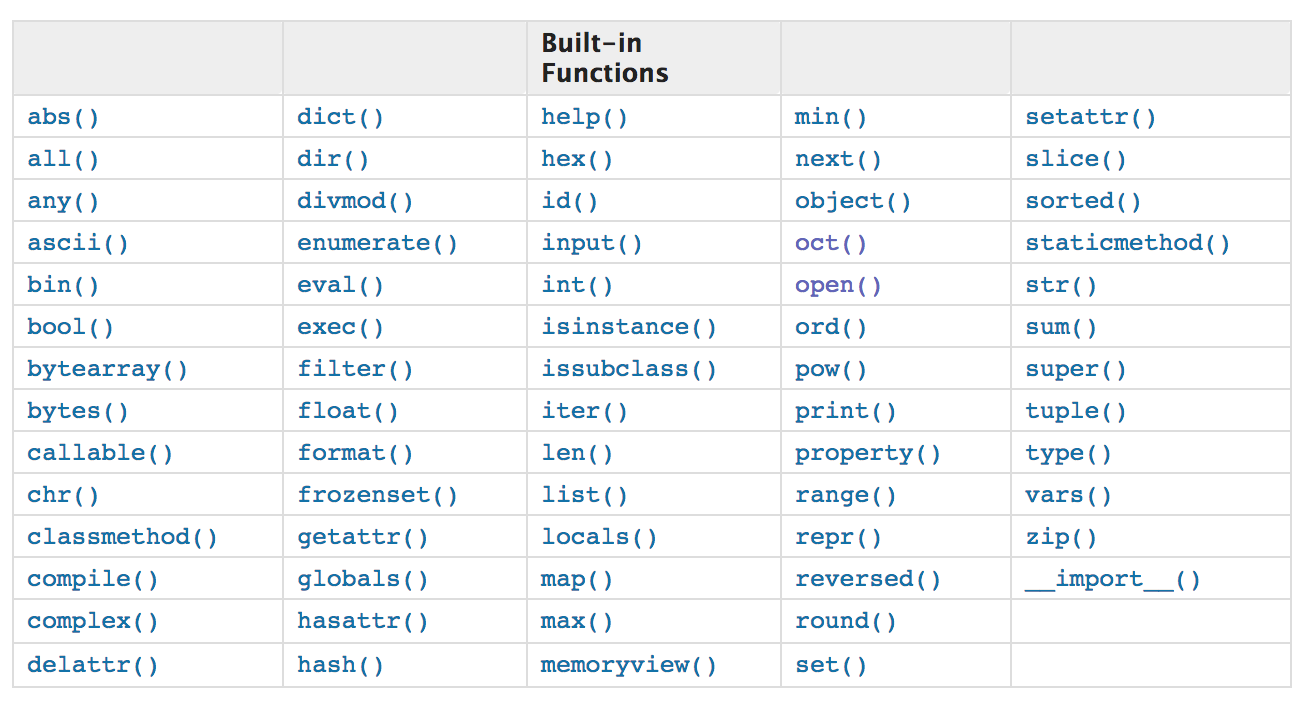 Built-in
Functions
abs() dict() help() min() setattr()
all() dir() hex() next() slice()
any() divmod() id() object() sorted()
ascii() enumerate() input() oct() staticmethod()
bin() eval() int() open() str()
bool() exec() isinstance() ord() sum()
bytearray() filter() issubclass() pow() super()
bytes() float() iter() print() tuple()
callable() format() len() property() type()
chr() frozenset() list() range() vars()
classmethod() getattr() locals() repr() zip()
compile() globals() map() reversed() __import__()
complex() hasattr() max() round()
delattr() hash() memoryview() set()